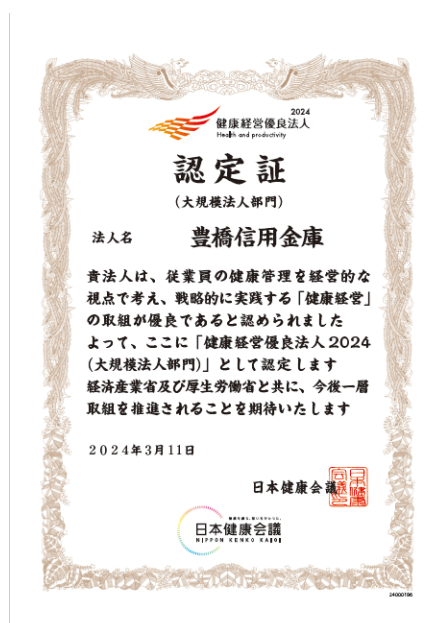 2024
健康経営優良法人
Health and productivity
認定証
(大規模法人部門)
法人名 豊橋信用金庫
貴法人は、従業員の健康管理を経営的な
視点で考え、戦略的に実践する「健康経営」
の取組が優良であると認められました
よって、ここに「健康経営優良法人2024
(大規模法人部門)」として認定します
経済産業省及び厚生労働省と共に、今後一層
取組を推進されることを期待いたします
2024年3月11日
日本健康会議
日本健康会議
NIPPON KENKO KAIGI